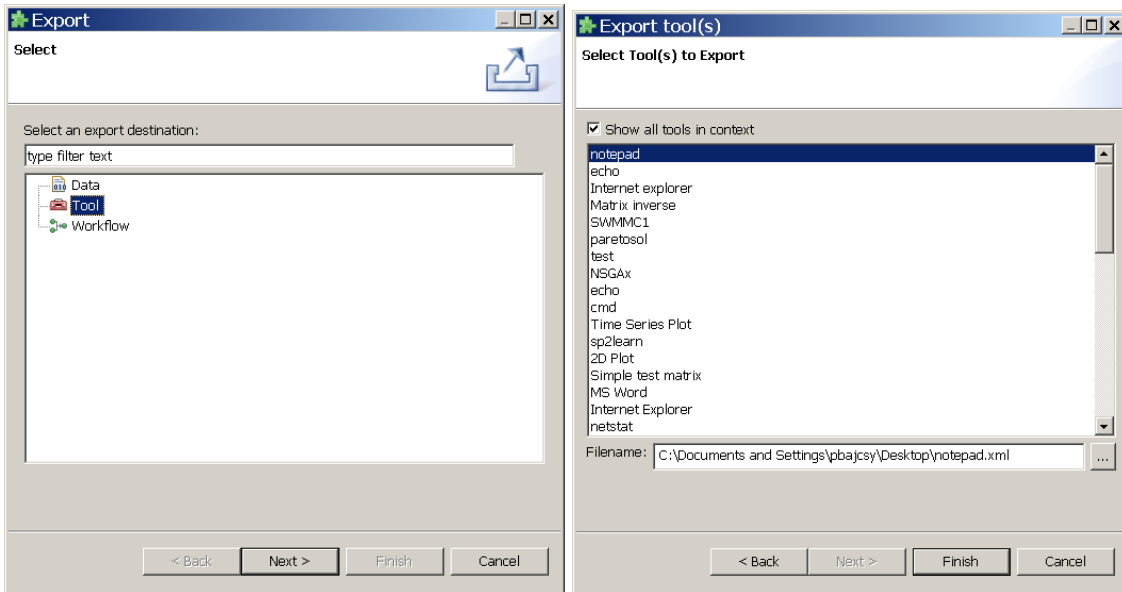 Export
Select
Select an export destination:
type filter text
Data
Tool
Workflow
< Back
Next >
Finish
Cancel
Export tool(s)
Select Tool(s) to Export
Show all tools in context
notepad
echo
Internet explorer
Matrix inverse
SWMMC1
paretosol
test
NSGAx
echo
cmd
Time Series Plot
sp2learn
2D Plot
Simple test matrix
MS Word
Internet Explorer
netstat
Filename: C:\Documents and Settings\pbajcsy\Desktop\notepad.xml ...
< Back
Next >
Finish
Cancel